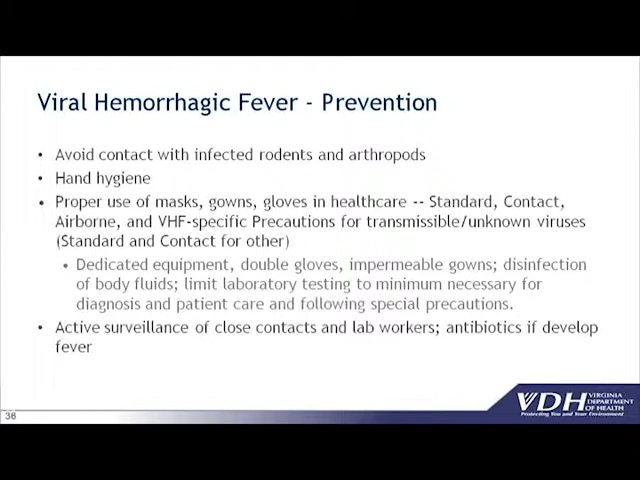 Viral Hemorrhagic Fever - Prevention
• Avoid contact with infected rodents and arthropods
• Hand hygiene
• Proper use of masks, gowns, gloves in healthcare -- Standard, Contact,
Airborne, and VHF-specific Precautions for transmissible/unknown viruses
(Standard and Contact for other)
• Dedicated equipment, double gloves, impermeable gowns; disinfection
of body fluids; limit laboratory testing to minimum necessary for
diagnosis and patient care and following special precautions.
• Active surveillance of close contacts and lab workers; antibiotics if develop
fever
36
VDH VIRGINIA
DEPARTMENT
OF HEALTH
Protecting You and Your Environment